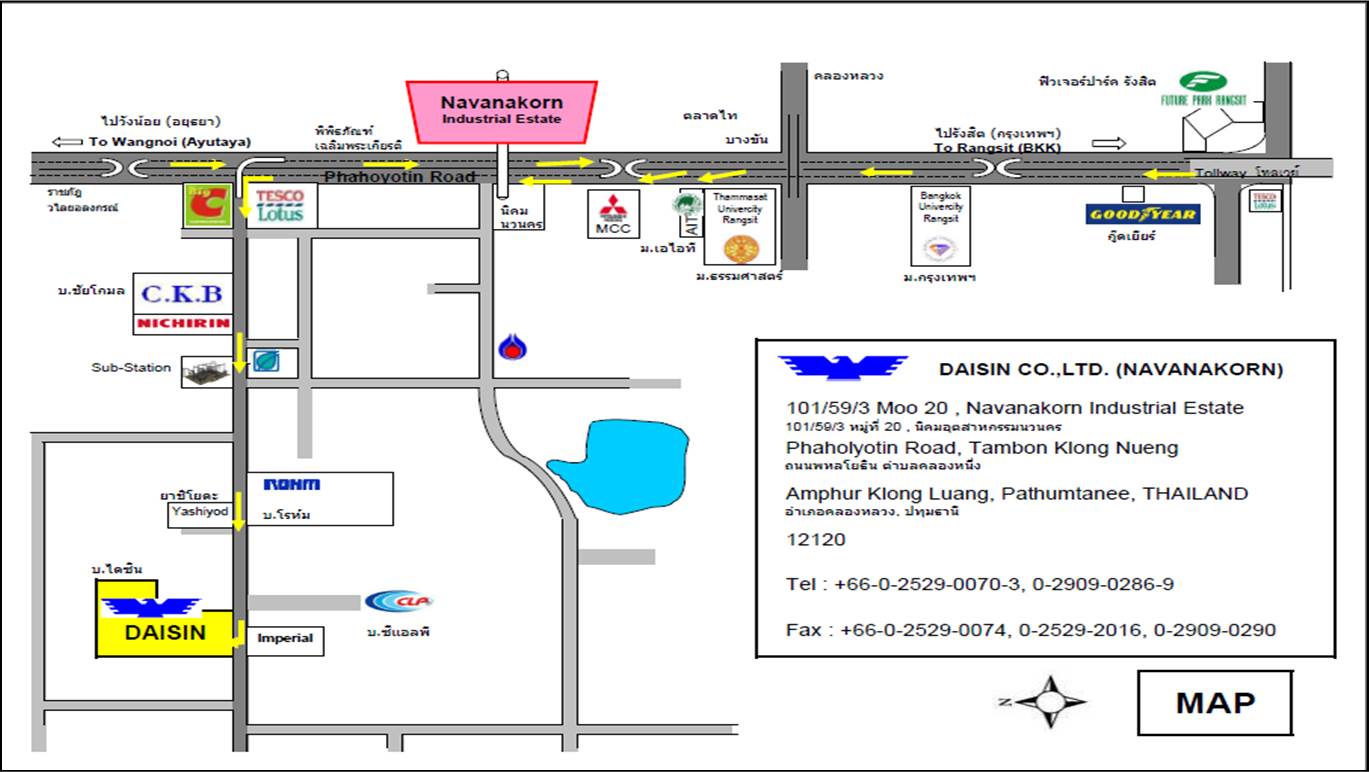 คลองหลวง
ฟิวเจอร์ปาร์ค รังสิต
F
FUTURE PARK RANGSIT
Navanakorn
Industrial Estate
ไปวังน้อย (อยุธยา)
To Wangnoi (Ayutaya)
พิพิธภัณฑ์
เฉลิมพระเกียรติ
ตลาดไท
บางขัน
ไปรังสิต (กรุงเทพฯ)
To Rangsit (BKK)
Phahoyotin Road
Tollway โทลเวย์
ราชภัฏ
วไลยอลงกรณ์
Big C
TESCO
Lotus
นิคม
นวนคร
MCC
AIT
Thammasat
Univercity
Rangsit
Bangkok
Univercity
Rangsit
GOODYEAR
TESCO
Lotus
กู๊ดเยียร์
ม.เอไอที
ม.ธรรมศาสตร์
ม.กรุงเทพฯ
บ.ชัยโกมล
C.K.B
NICHIRIN
Sub-Station
ROHM
บ.โรห์ม
ยาชิโยดะ
Yashiyod
บ.ไดซิน
DAISIN
CLP
บ.ซีแอลพี
Imperial
DAISIN CO.,LTD. (NAVANAKORN)
101/59/3 Moo 20 , Navanakorn Industrial Estate
101/59/3 หมู่ที่ 20 , นิคมอุตสาหกรรมนวนคร
Phaholyotin Road, Tambon Klong Nueng
ถนนพหลโยธิน ตำบลคลองหนึ่ง
Amphur Klong Luang, Pathumtanee, THAILAND
อำเภอคลองหลวง, ปทุมธานี
12120
Tel : +66-0-2529-0070-3, 0-2909-0286-9
Fax : +66-0-2529-0074, 0-2529-2016, 0-2909-0290
N
MAP